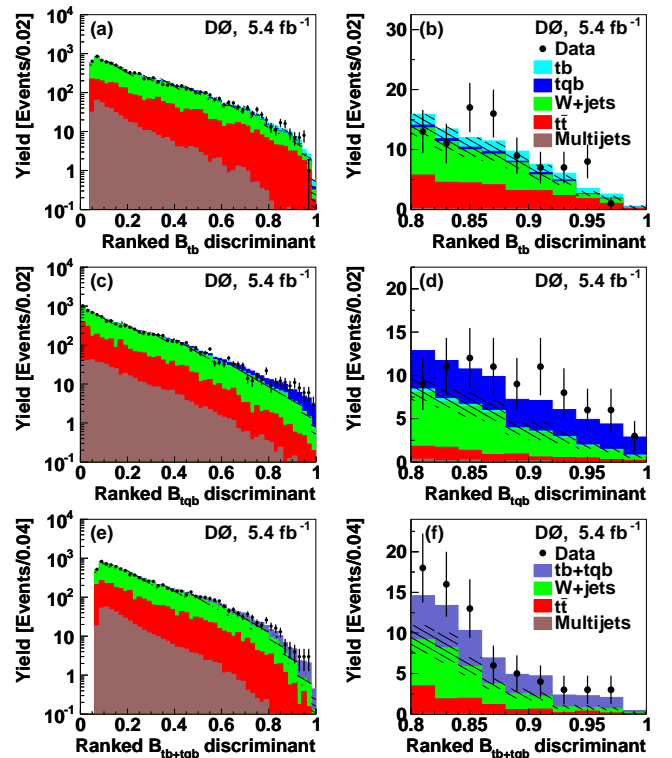 (a) DØ, 5.4 fb⁻¹
Yield [Events/0.02]
10⁴
10³
10²
10
1
10⁻¹
0 0.2 0.4 0.6 0.8 1
Ranked B_tb discriminant
(b) DØ, 5.4 fb⁻¹
Data
tb
tqb
W+jets
tt̄
Multijets
Yield [Events/0.02]
30
20
10
0
0.8 0.85 0.9 0.95 1
Ranked B_tb discriminant
(c) DØ, 5.4 fb⁻¹
Yield [Events/0.02]
10⁴
10³
10²
10
1
10⁻¹
0 0.2 0.4 0.6 0.8 1
Ranked B_tqb discriminant
(d) DØ, 5.4 fb⁻¹
Yield [Events/0.02]
20
15
10
5
0
0.8 0.85 0.9 0.95 1
Ranked B_tqb discriminant
(e) DØ, 5.4 fb⁻¹
Yield [Events/0.04]
10⁴
10³
10²
10
1
10⁻¹
0 0.2 0.4 0.6 0.8 1
Ranked B_tb+tqb discriminant
(f) DØ, 5.4 fb⁻¹
Data
tb+tqb
W+jets
tt̄
Multijets
Yield [Events/0.04]
20
15
10
5
0
0.8 0.85 0.9 0.95 1
Ranked B_tb+tqb discriminant